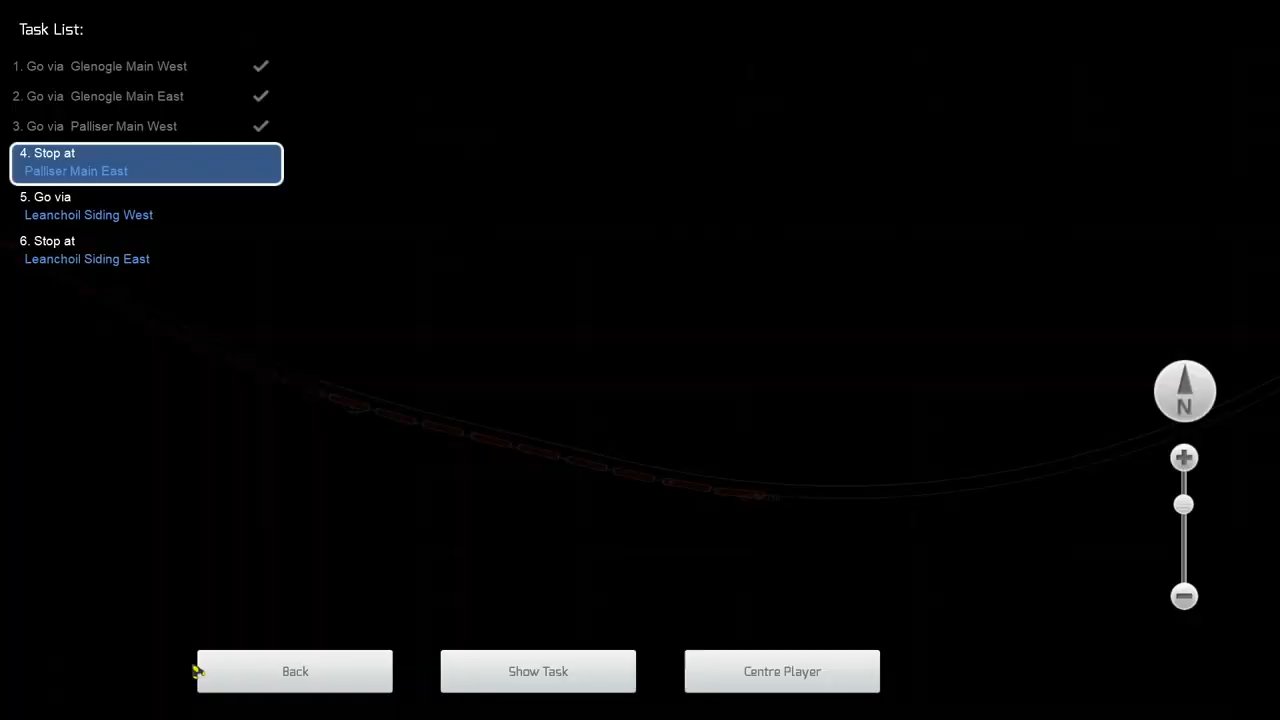 Task List:
1. Go via Glenogle Main West
2. Go via Glenogle Main East
3. Go via Palliser Main West
4. Stop at
Palliser Main East
5. Go via
Leanchoil Siding West
6. Stop at
Leanchoil Siding East
N
Back
Show Task
Centre Player